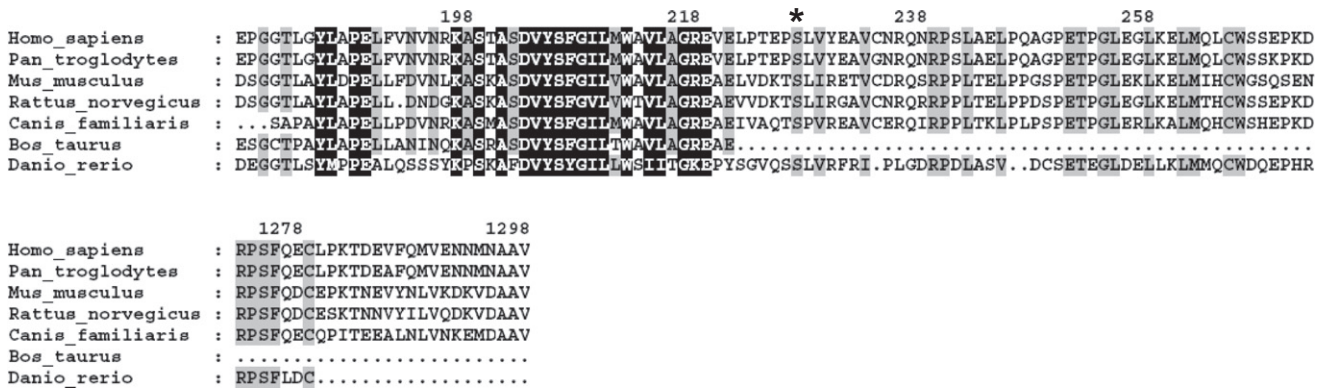 198 218 * 238 258
Homo_sapiens : EPGGTLGYLAPELFVNVNRKASTASDVYSFGILMWAVLAGREVELPTEPSLVYEAVCNRQNRPSLAELPQAGPETPGLEGLKELMQLCWSSEPKD
Pan_troglodytes : EPGGTLGYLAPELFVNVNRKASTASDVYSFGILMWAVLAGREVELPTEPSLVYEAVGNRQNRPSLAELPQAGPETPGLEGLKELMQLCWSSKPKD
Mus_musculus : DSGGTLAYLDPELLFDVNLKASKASDVYSFGILVWAVLAGREAELVDKTSLIRETVCDRQSRPPLTELPPGSPETPGLEKLKELMIHCWGSQSEN
Rattus_norvegicus : DSGGTLAYLAPELL.DNDGKASKASDVYSFGVLVWTVLAGREAEVVDKTSLIRGAVCNRQRRPPLTELPPDSPETPGLEGLKELMTHCWSSEPKD
Canis_familiaris : ...SAPAYLAPELLPDVNRKASMASDVYSFGILMWAVLAGREAEIVAQTSPVREAVCERQIRPPLTKLPLPSPETPGLERLKALMQHCWSHEPKD
Bos_taurus : ESGCTPAYLAPELLANINQKASRASDVYSFGILTWAVLAGREAE...................................................
Danio_rerio : DEGGTLSYMPPEALQSSSYKPSKAFDVYSYGILLWSIITGKEPYSGVQSSLVRFRI.PLGDRPDLASV..DCSETEGLDELLKLMMQCWDQEPHR
1278 1298
Homo_sapiens : RPSFQECLPKTDEVFQMVENNMNAAV
Pan_troglodytes : RPSFQECLPKTDEAFQMVENNMNAAV
Mus_musculus : RPSFQDCEPKTNEVYNLVKDKVDAAV
Rattus_norvegicus : RPSFQDCESKTNNVYILVQDKVDAAV
Canis_familiaris : RPSFQECQPITEEALNLVNKEMDAAV
Bos_taurus : ..........................
Danio_rerio : RPSFLDC...................